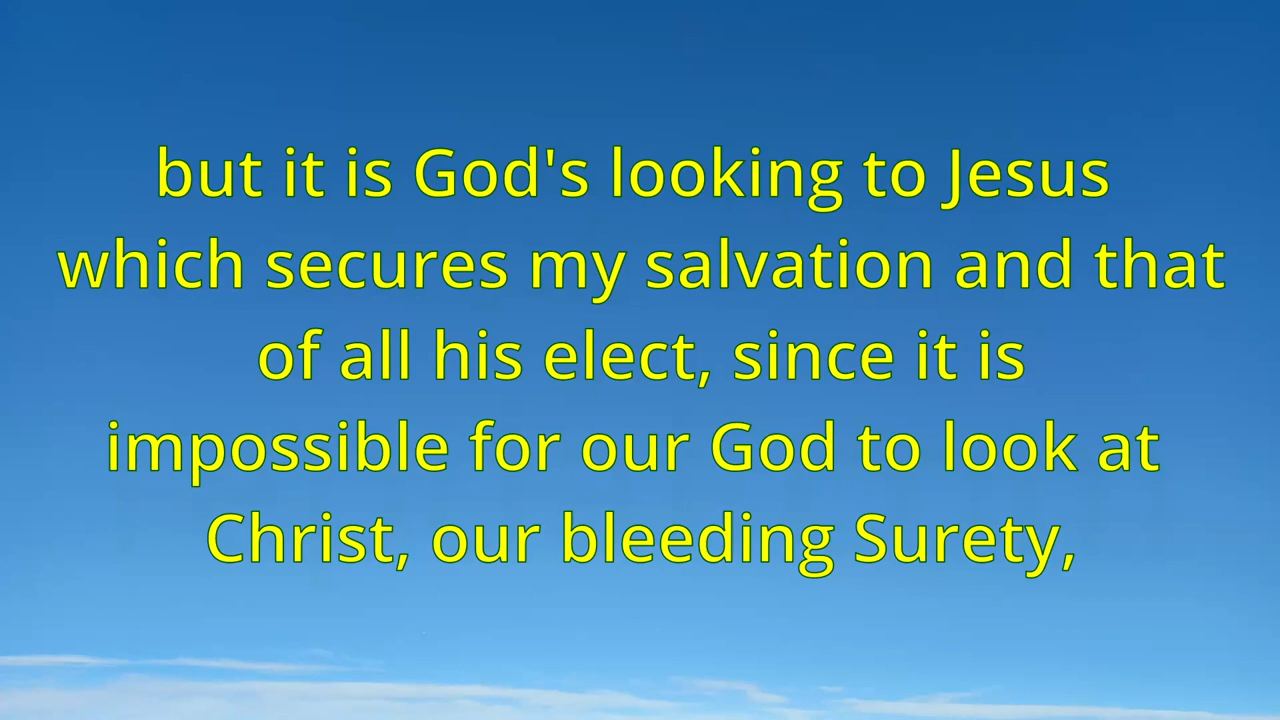 but it is God's looking to Jesus
which secures my salvation and that
of all his elect, since it is
impossible for our God to look at
Christ, our bleeding Surety,